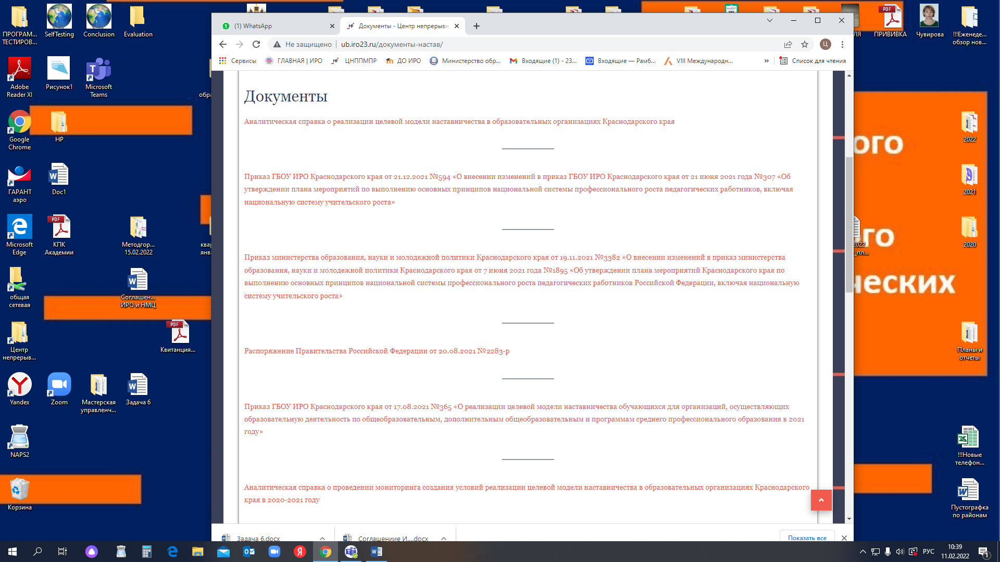 ПРОГРАМ...
ТЕСТИРОВ...
SelfTesting
Conclusion
Evaluation
Adobe
Reader XI
Рисунок1
Microsoft
Teams
обра
Google
Chrome
HP
ГАРАНТ
аэро
Doc1
Microsoft
Edge
КПК
Академии
Методгор...
15.02.2022
квар
янва
общая
сетевая
Соглашен...
ИРО и НМЦ
Центр
непрерыв...
Квитанция...
Yandex
Zoom
Мастерская
управленч...
Задача 6
NAPS2
Корзина
(1) WhatsApp
Документы - Центр непрерывн
Не защищено
ub.iro23.ru/документы-настав/
Ц
Сервисы
ГЛАВНАЯ | ИРО
ЦНППМПР
ДО ИРО
Министерство обр...
Входящие (1) - 23...
Входящие — Рамб...
VIII Международн...
»
Список для чтения
Документы
Аналитическая справка о реализации целевой модели наставничества в образовательных организациях Краснодарского края
Приказ ГБОУ ИРО Краснодарского края от 21.12.2021 №594 «О внесении изменений в приказ ГБОУ ИРО Краснодарского края от 21 июня 2021 года №307 «Об
утверждении плана мероприятий по выполнению основных принципов национальной системы профессионального роста педагогических работников, включая
национальную систему учительского роста»
Приказ министерства образования, науки и молодежной политики Краснодарского края от 19.11.2021 №3382 «О внесении изменений в приказ министерства
образования, науки и молодежной политики Краснодарского края от 7 июня 2021 года №1895 «Об утверждении плана мероприятий Краснодарского края по
выполнению основных принципов национальной системы профессионального роста педагогических работников Российской Федерации, включая национальную
систему учительского роста»
Распоряжение Правительства Российской Федерации от 20.08.2021 №2283-р
Приказ ГБОУ ИРО Краснодарского края от 17.08.2021 №365 «О реализации целевой модели наставничества обучающихся для организаций, осуществляющих
образовательную деятельность по общеобразовательным, дополнительным общеобразовательным и программам среднего профессионального образования в 2021
году»
Аналитическая справка о проведении мониторинга создания условий реализации целевой модели наставничества в образовательных организациях Краснодарского
края в 2020-2021 году
Задача 6.docx
Соглашениие И....docx
Показать все
ЛЯ
ПРИВИВКА
Чувирова
!!!Еженеде...
обзор нов...
ого
2022
2021
2022
_пл...
ого
2020
ческих
Планы и
отчеты
!!!Новые
телефон...
Пустографка
по районам
РУС
10:39
11.02.2022
1